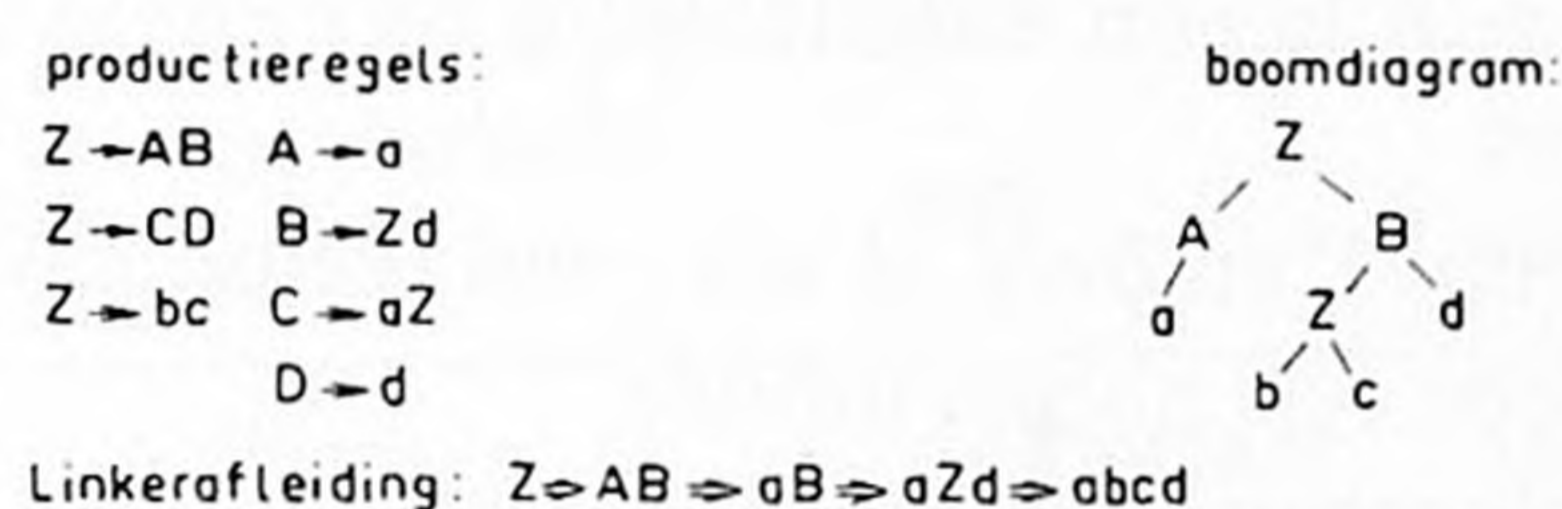 productieregels:
Z → AB A → a
Z → CD B → Zd
Z → bc C → aZ
D → d
boomdiagram:
Z
A B
a Z d
b c
Linkerafleiding: Z ⇒ AB ⇒ aB ⇒ aZd ⇒ abcd